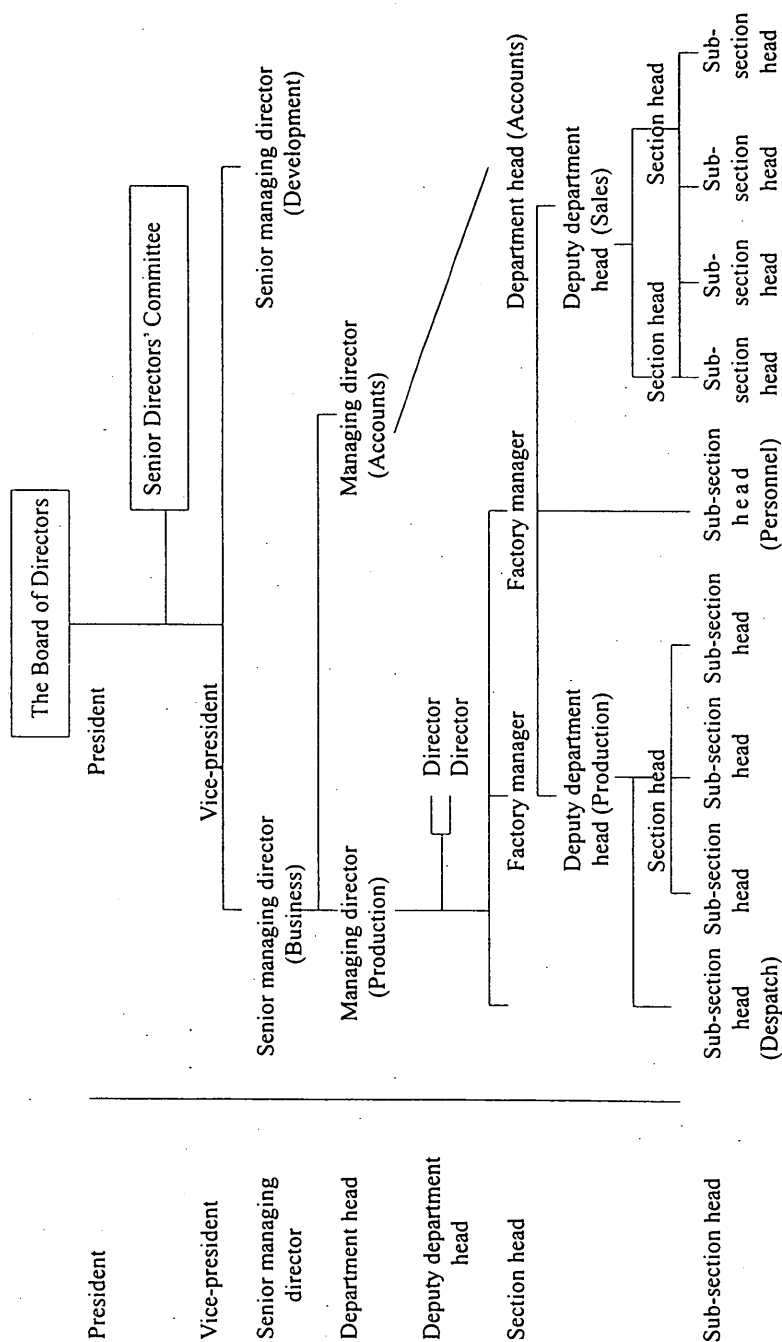 The Board of Directors
Senior Directors' Committee
President
Vice-president
Senior managing director
(Business)
Senior managing director
(Development)
Managing director
(Production)
Managing director
(Accounts)
Director
Director
Factory manager
Factory manager
Department head (Accounts)
Deputy department
head (Production)
Deputy department
head (Sales)
Section head
Section head
Section head
Sub-section
head
(Despatch)
Sub-section
head
Sub-section
head
Sub-section
head
Sub-section
head
(Personnel)
Sub-
section
head
Sub-
section
head
Sub-
section
head
Sub-
section
head
President
Vice-president
Senior managing
director
Department head
Deputy department
head
Section head
Sub-section head